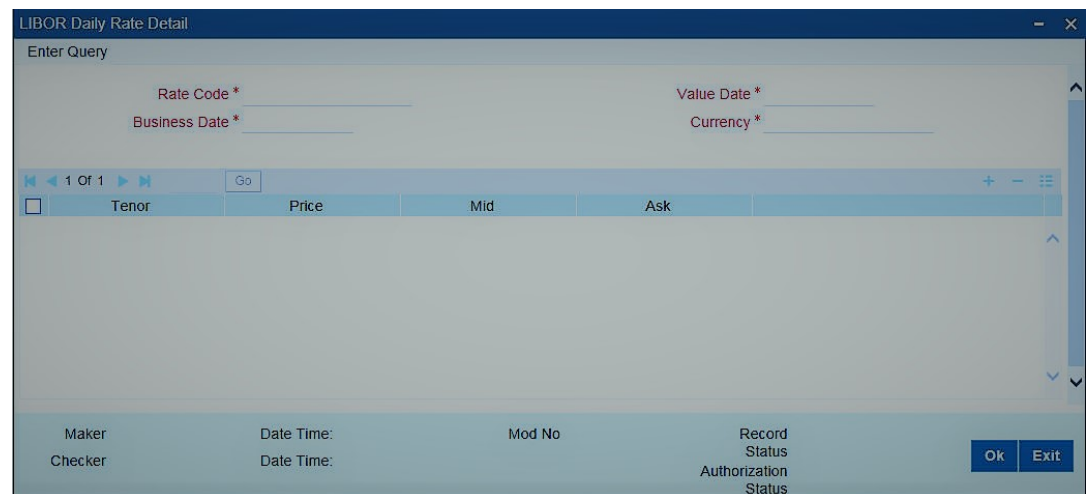 LIBOR Daily Rate Detail
Enter Query
Rate Code * Value Date *
Business Date * Currency *
1 Of 1 Go
Tenor Price Mid Ask
Maker Date Time: Mod No Record
Status
Checker Date Time: Authorization
Status
Ok Exit